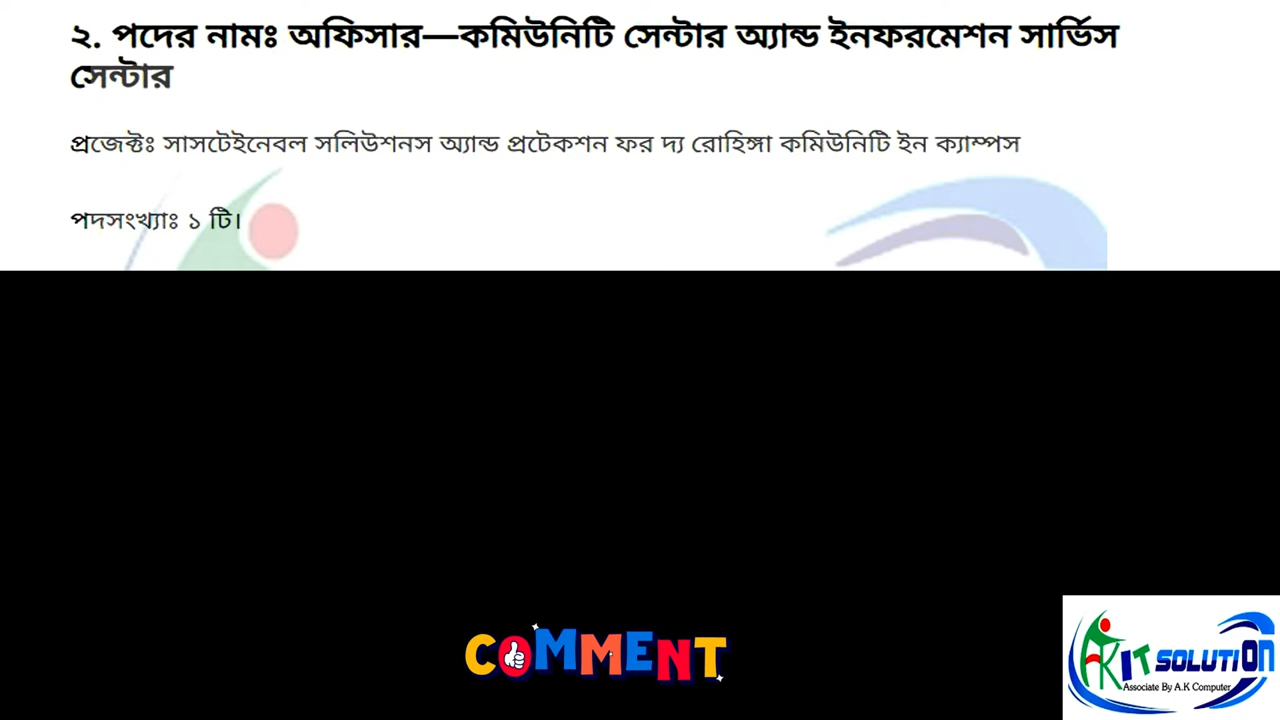 ২. পদের নামঃ অফিসার—কমিউনিটি সেন্টার অ্যান্ড ইনফরমেশন সার্ভিস
সেন্টার
প্রজেক্টঃ সাসটেইনেবল সলিউশনস অ্যান্ড প্রটেকশন ফর দ্য রোহিঙ্গা কমিউনিটি ইন ক্যাম্পস
পদসংখ্যাঃ ১ টি।
COMMENT
AK IT SOLUTION
Associate By A.K Computer